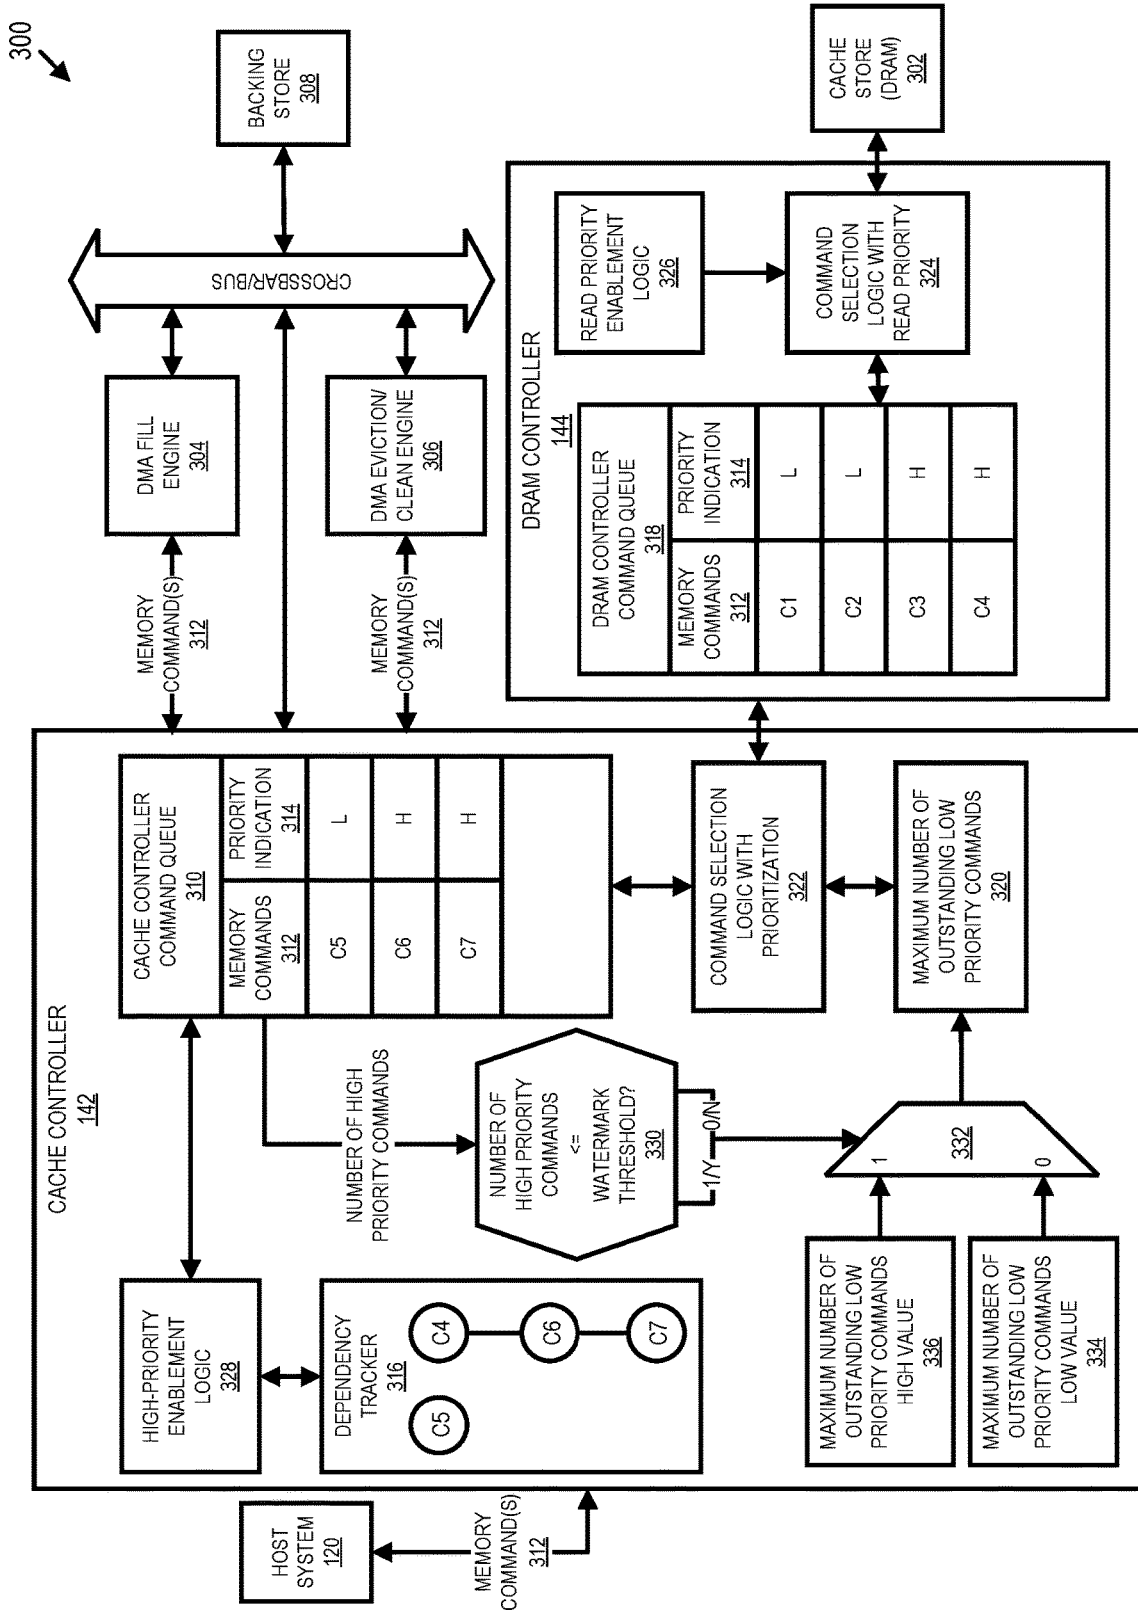 300
HOST
SYSTEM
120
MEMORY
COMMAND(S)
312
CACHE CONTROLLER
142
HIGH-PRIORITY
ENABLEMENT
LOGIC
328
DEPENDENCY
TRACKER
316
C5
C4
C6
C7
CACHE CONTROLLER
COMMAND QUEUE
310
MEMORY
COMMANDS
312
PRIORITY
INDICATION
314
C5
L
C6
H
C7
H
NUMBER OF HIGH
PRIORITY COMMANDS
NUMBER OF
HIGH PRIORITY
COMMANDS
<=
WATERMARK
THRESHOLD?
330
1/Y
0/N
MAXIMUM NUMBER OF
OUTSTANDING LOW
PRIORITY COMMANDS
HIGH VALUE
336
MAXIMUM NUMBER OF
OUTSTANDING LOW
PRIORITY COMMANDS
LOW VALUE
334
1
332
0
COMMAND SELECTION
LOGIC WITH
PRIORITIZATION
322
MAXIMUM NUMBER OF
OUTSTANDING LOW
PRIORITY COMMANDS
320
MEMORY
COMMAND(S)
312
DMA FILL
ENGINE
304
MEMORY
COMMAND(S)
312
DMA EVICTION/
CLEAN ENGINE
306
CROSSBAR/BUS
BACKING
STORE
308
DRAM CONTROLLER
144
DRAM CONTROLLER
COMMAND QUEUE
318
MEMORY
COMMANDS
312
PRIORITY
INDICATION
314
C1
L
C2
L
C3
H
C4
H
READ PRIORITY
ENABLEMENT
LOGIC
326
COMMAND
SELECTION
LOGIC WITH
READ PRIORITY
324
CACHE
STORE
(DRAM)
302